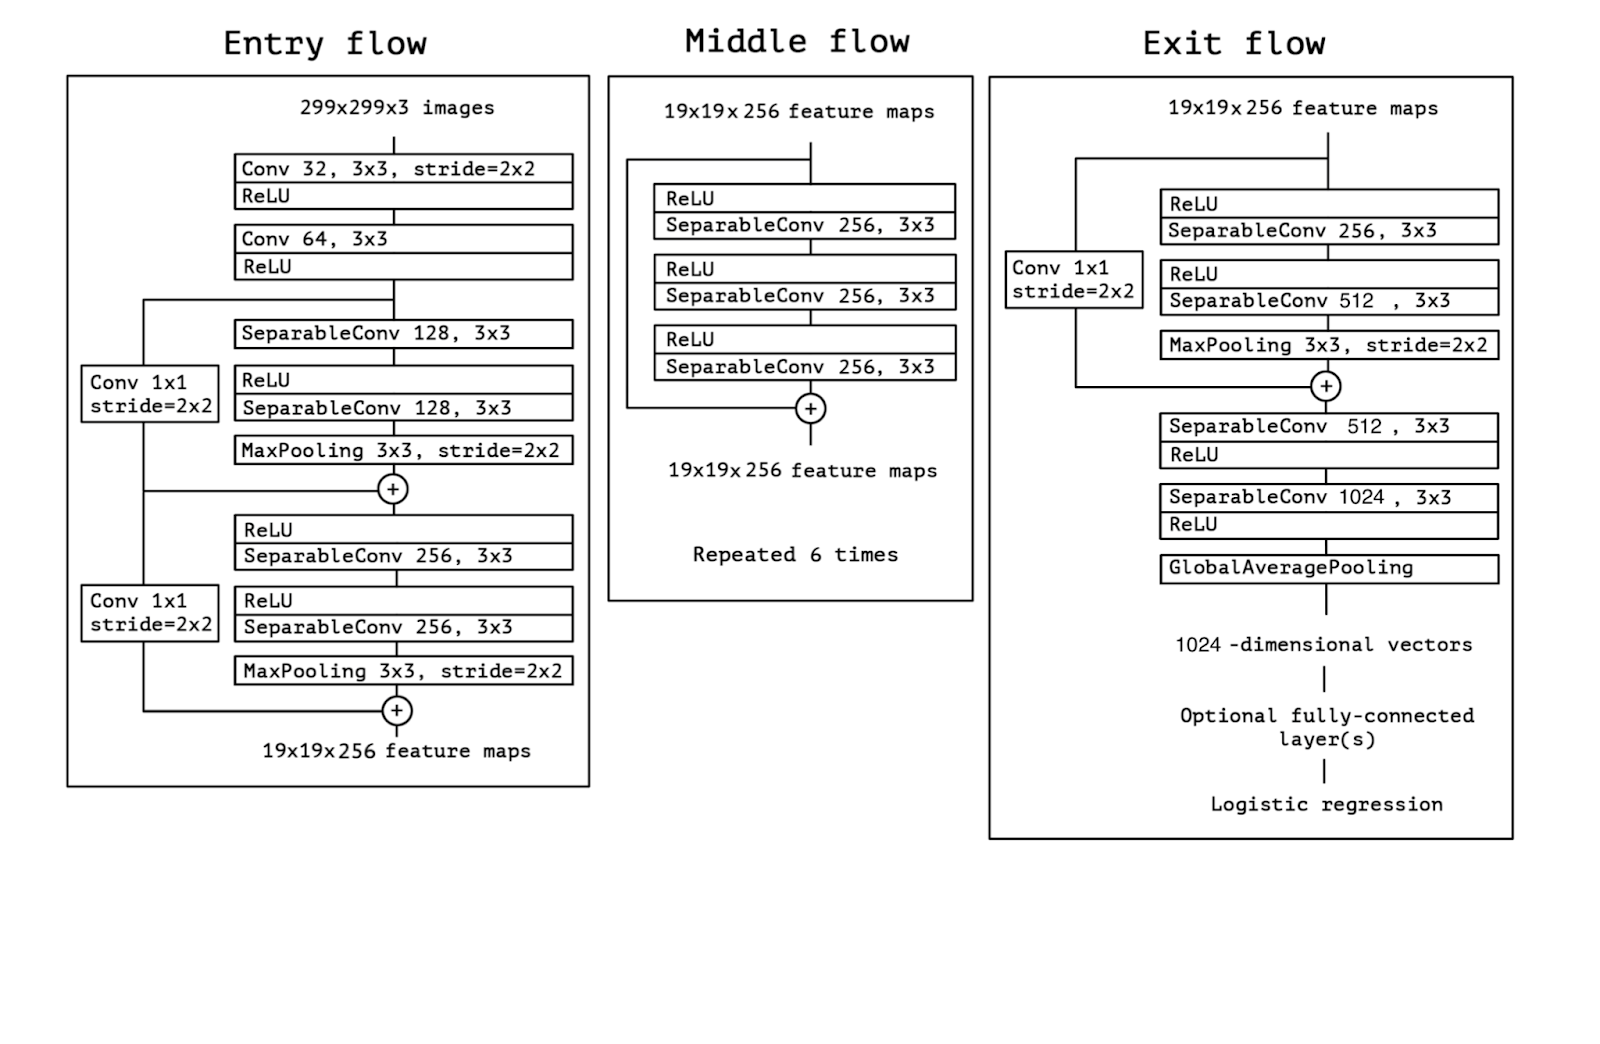 Entry flow
299x299x3 images
Conv 32, 3x3, stride=2x2
ReLU
Conv 64, 3x3
ReLU
SeparableConv 128, 3x3
Conv 1x1
stride=2x2
ReLU
SeparableConv 128, 3x3
MaxPooling 3x3, stride=2x2
+
ReLU
SeparableConv 256, 3x3
Conv 1x1
stride=2x2
ReLU
SeparableConv 256, 3x3
MaxPooling 3x3, stride=2x2
+
19x19x256 feature maps
Middle flow
19x19x256 feature maps
ReLU
SeparableConv 256, 3x3
ReLU
SeparableConv 256, 3x3
ReLU
SeparableConv 256, 3x3
+
19x19x256 feature maps
Repeated 6 times
Exit flow
19x19x256 feature maps
ReLU
SeparableConv 256, 3x3
Conv 1x1
stride=2x2
ReLU
SeparableConv 512 , 3x3
MaxPooling 3x3, stride=2x2
+
SeparableConv 512 , 3x3
ReLU
SeparableConv 1024 , 3x3
ReLU
GlobalAveragePooling
1024 -dimensional vectors
Optional fully-connected
layer(s)
Logistic regression